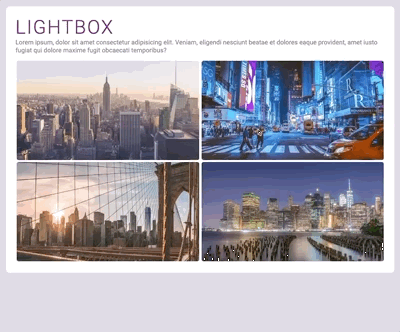 LIGHTBOX
Lorem ipsum, dolor sit amet consectetur adipisicing elit. Veniam, eligendi nesciunt beatae et dolores eaque provident, amet iusto
fugiat qui dolore maxime fugit obcaecati temporibus?